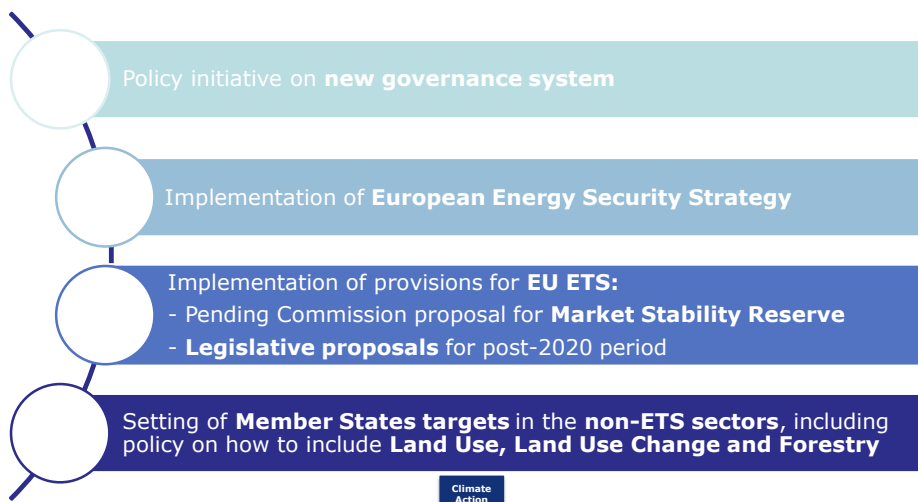 Policy initiative on new governance system
Implementation of European Energy Security Strategy
Implementation of provisions for EU ETS:
- Pending Commission proposal for Market Stability Reserve
- Legislative proposals for post-2020 period
Setting of Member States targets in the non-ETS sectors, including
policy on how to include Land Use, Land Use Change and Forestry
Climate
Action